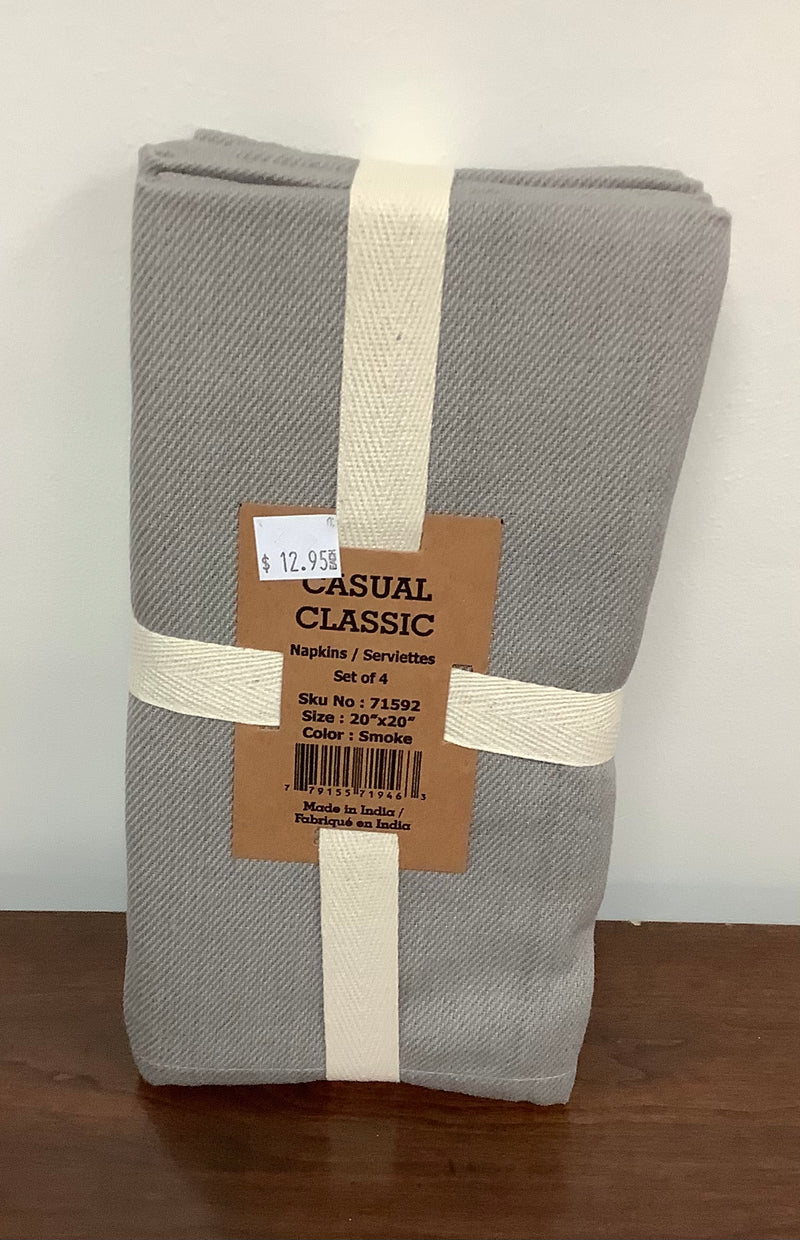 $ 12.95 EACH
CASUAL
CLASSIC
Napkins / Serviettes
Set of 4
Sku No : 71592
Size : 20"x20"
Color : Smoke
7 79155 71946 3
Made in India /
Fabriqué en India